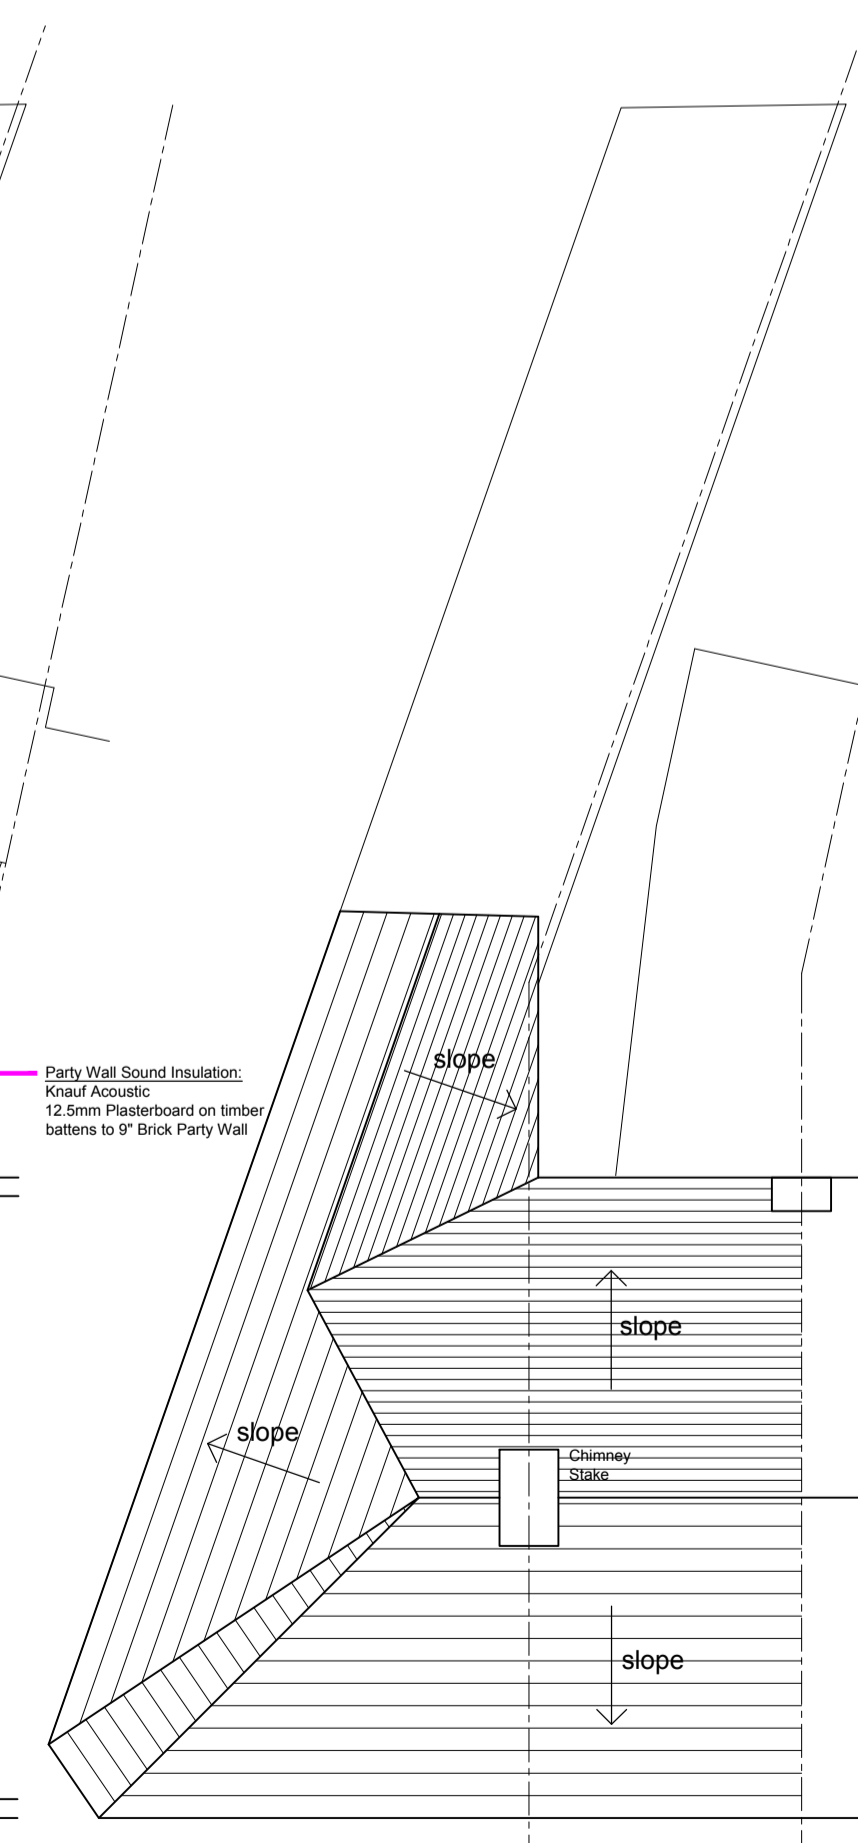 slope
Party Wall Sound Insulation:
Knauf Acoustic
12.5mm Plasterboard on timber
battens to 9" Brick Party Wall
slope
slope
Chimney
Stake
slope